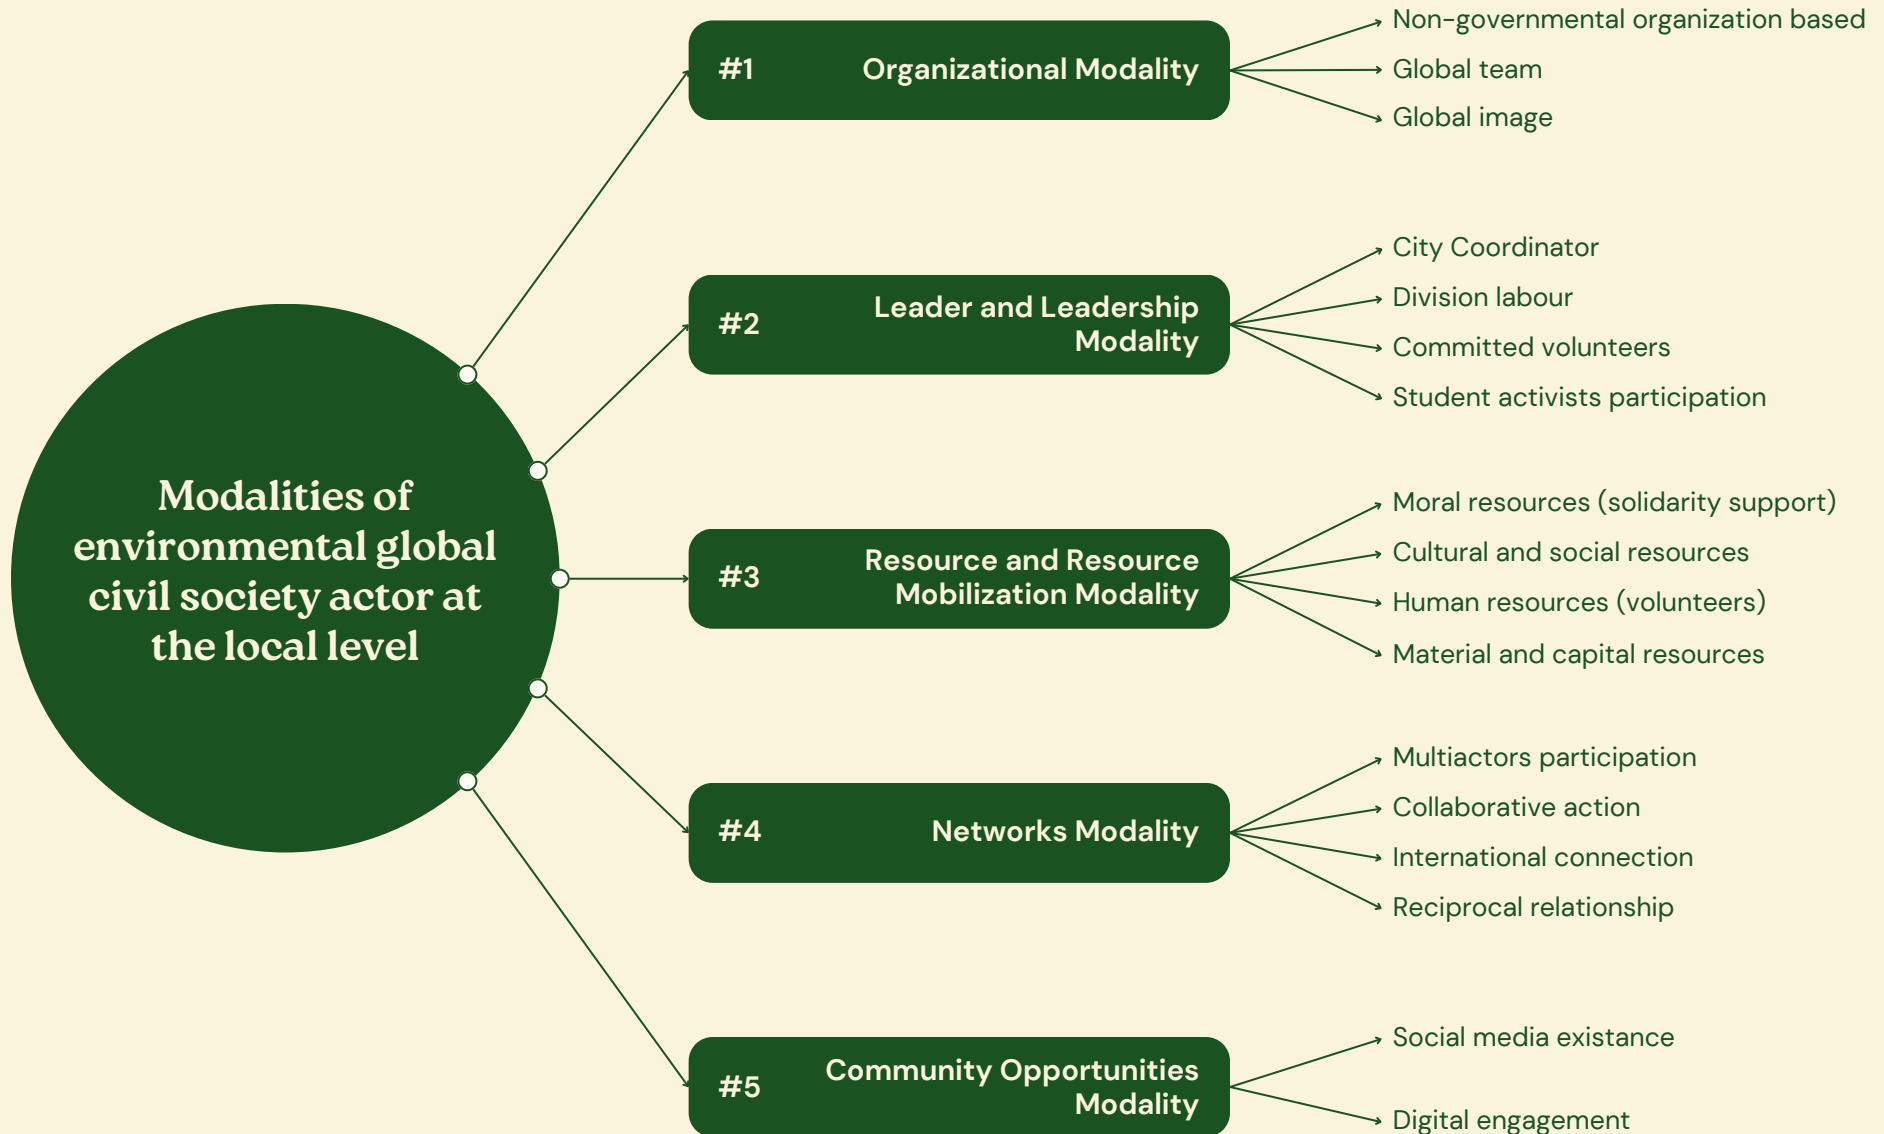 Modalities of
environmental global
civil society actor at
the local level
#1 Organizational Modality
Non-governmental organization based
Global team
Global image
#2 Leader and Leadership
Modality
City Coordinator
Division labour
Committed volunteers
Student activists participation
#3 Resource and Resource
Mobilization Modality
Moral resources (solidarity support)
Cultural and social resources
Human resources (volunteers)
Material and capital resources
#4 Networks Modality
Multiactors participation
Collaborative action
International connection
Reciprocal relationship
#5 Community Opportunities
Modality
Social media existance
Digital engagement